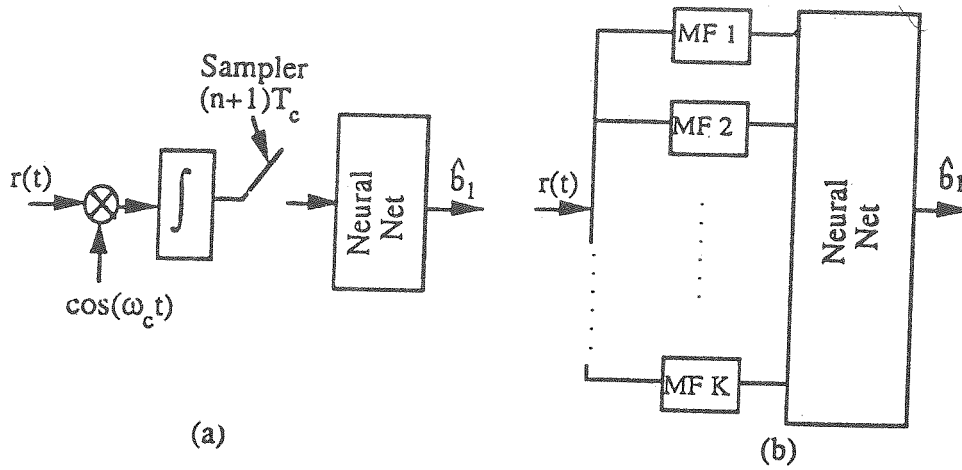 Sampler
(n+1)T_c
r(t)
∫
Neural
Net
b̂_1
cos(ω_c t)
(a)
MF 1
MF 2
r(t)
MF K
Neural
Net
b̂_1
(b)